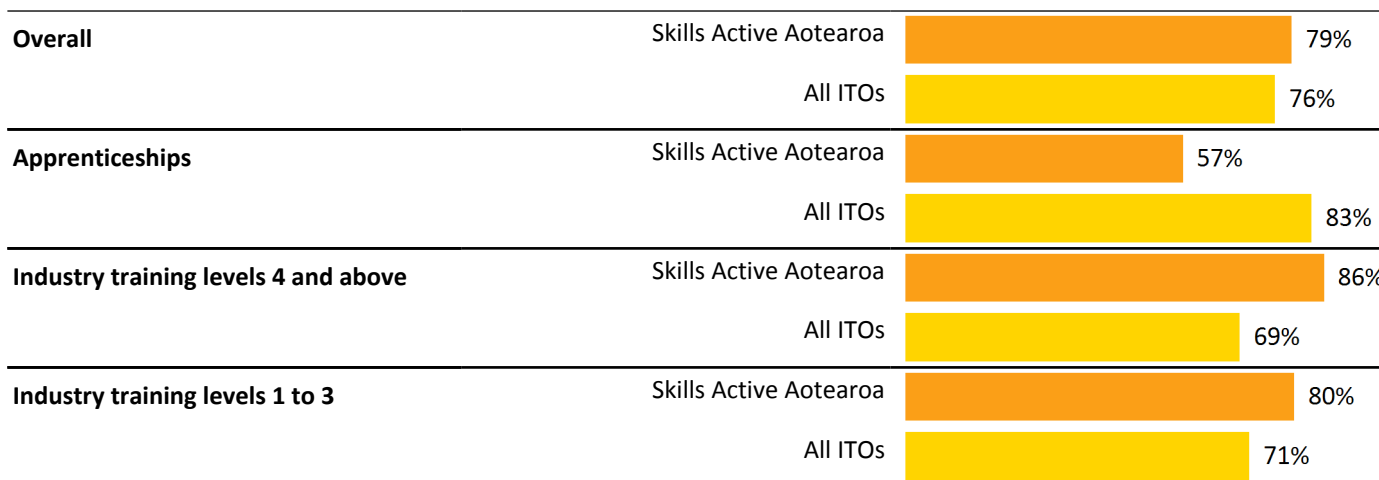 Overall Skills Active Aotearoa 79%
All ITOs 76%
Apprenticeships Skills Active Aotearoa 57%
All ITOs 83%
Industry training levels 4 and above Skills Active Aotearoa 86%
All ITOs 69%
Industry training levels 1 to 3 Skills Active Aotearoa 80%
All ITOs 71%